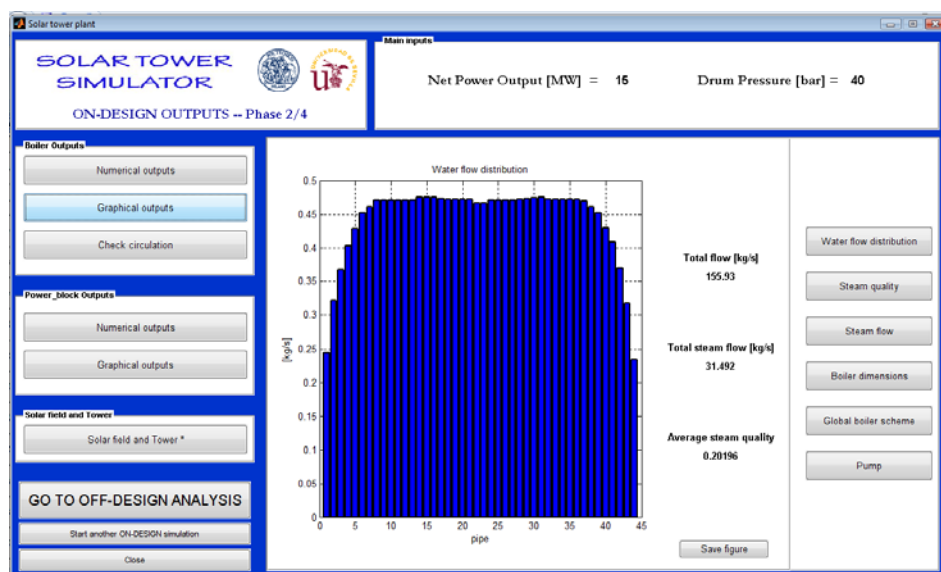 Solar tower plant
SOLAR TOWER
SIMULATOR
ON-DESIGN OUTPUTS -- Phase 2/4
Main inputs
Net Power Output [MW] = 15
Drum Pressure [bar] = 40
Boiler Outputs
Numerical outputs
Graphical outputs
Check circulation
Power_block Outputs
Numerical outputs
Graphical outputs
Solar field and Tower
Solar field and Tower *
GO TO OFF-DESIGN ANALYSIS
Start another ON-DESIGN simulation
Close
Water flow distribution
0.5
0.45
0.4
0.35
0.3
0.25
0.2
0.15
0.1
0.05
0
[kg/s]
0 5 10 15 20 25 30 35 40 45
pipe
Total flow [kg/s]
155.93
Total steam flow [kg/s]
31.492
Average steam quality
0.20196
Save figure
Water flow distribution
Steam quality
Steam flow
Boiler dimensions
Global boiler scheme
Pump